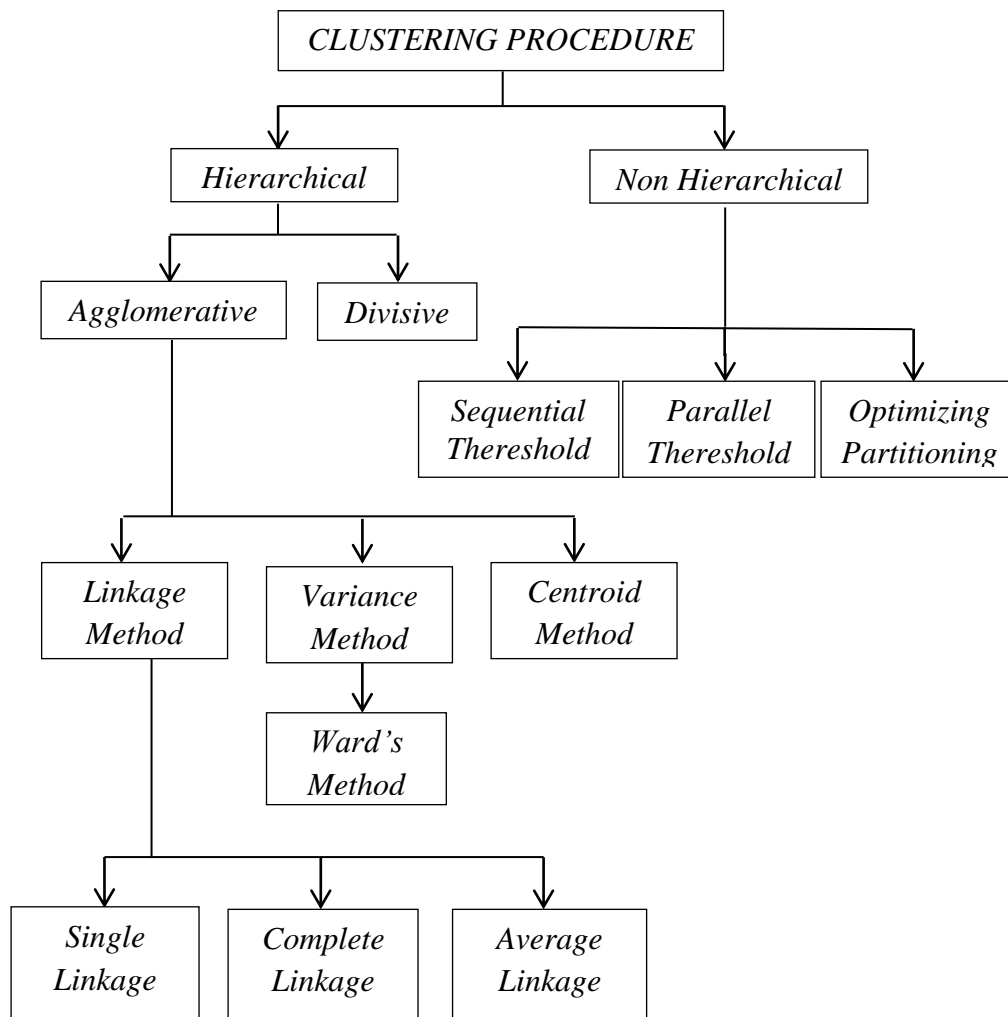 CLUSTERING PROCEDURE
Hierarchical
Non Hierarchical
Agglomerative
Divisive
Sequential
Thereshold
Parallel
Thereshold
Optimizing
Partitioning
Linkage
Method
Variance
Method
Centroid
Method
Ward’s
Method
Single
Linkage
Complete
Linkage
Average
Linkage